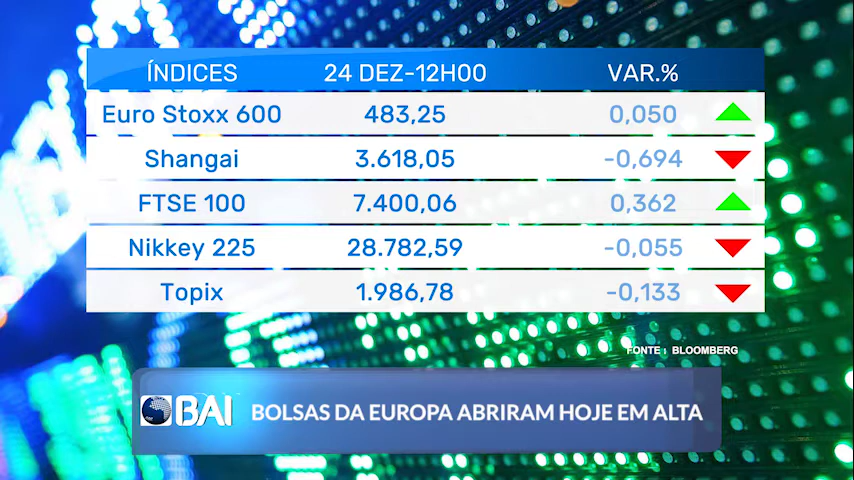 ÍNDICES 24 DEZ-12H00 VAR.%
Euro Stoxx 600 483,25 0,050
Shangai 3.618,05 -0,694
FTSE 100 7.400,06 0,362
Nikkey 225 28.782,59 -0,055
Topix 1.986,78 -0,133
FONTE : BLOOMBERG
BAI BOLSAS DA EUROPA ABRIRAM HOJE EM ALTA